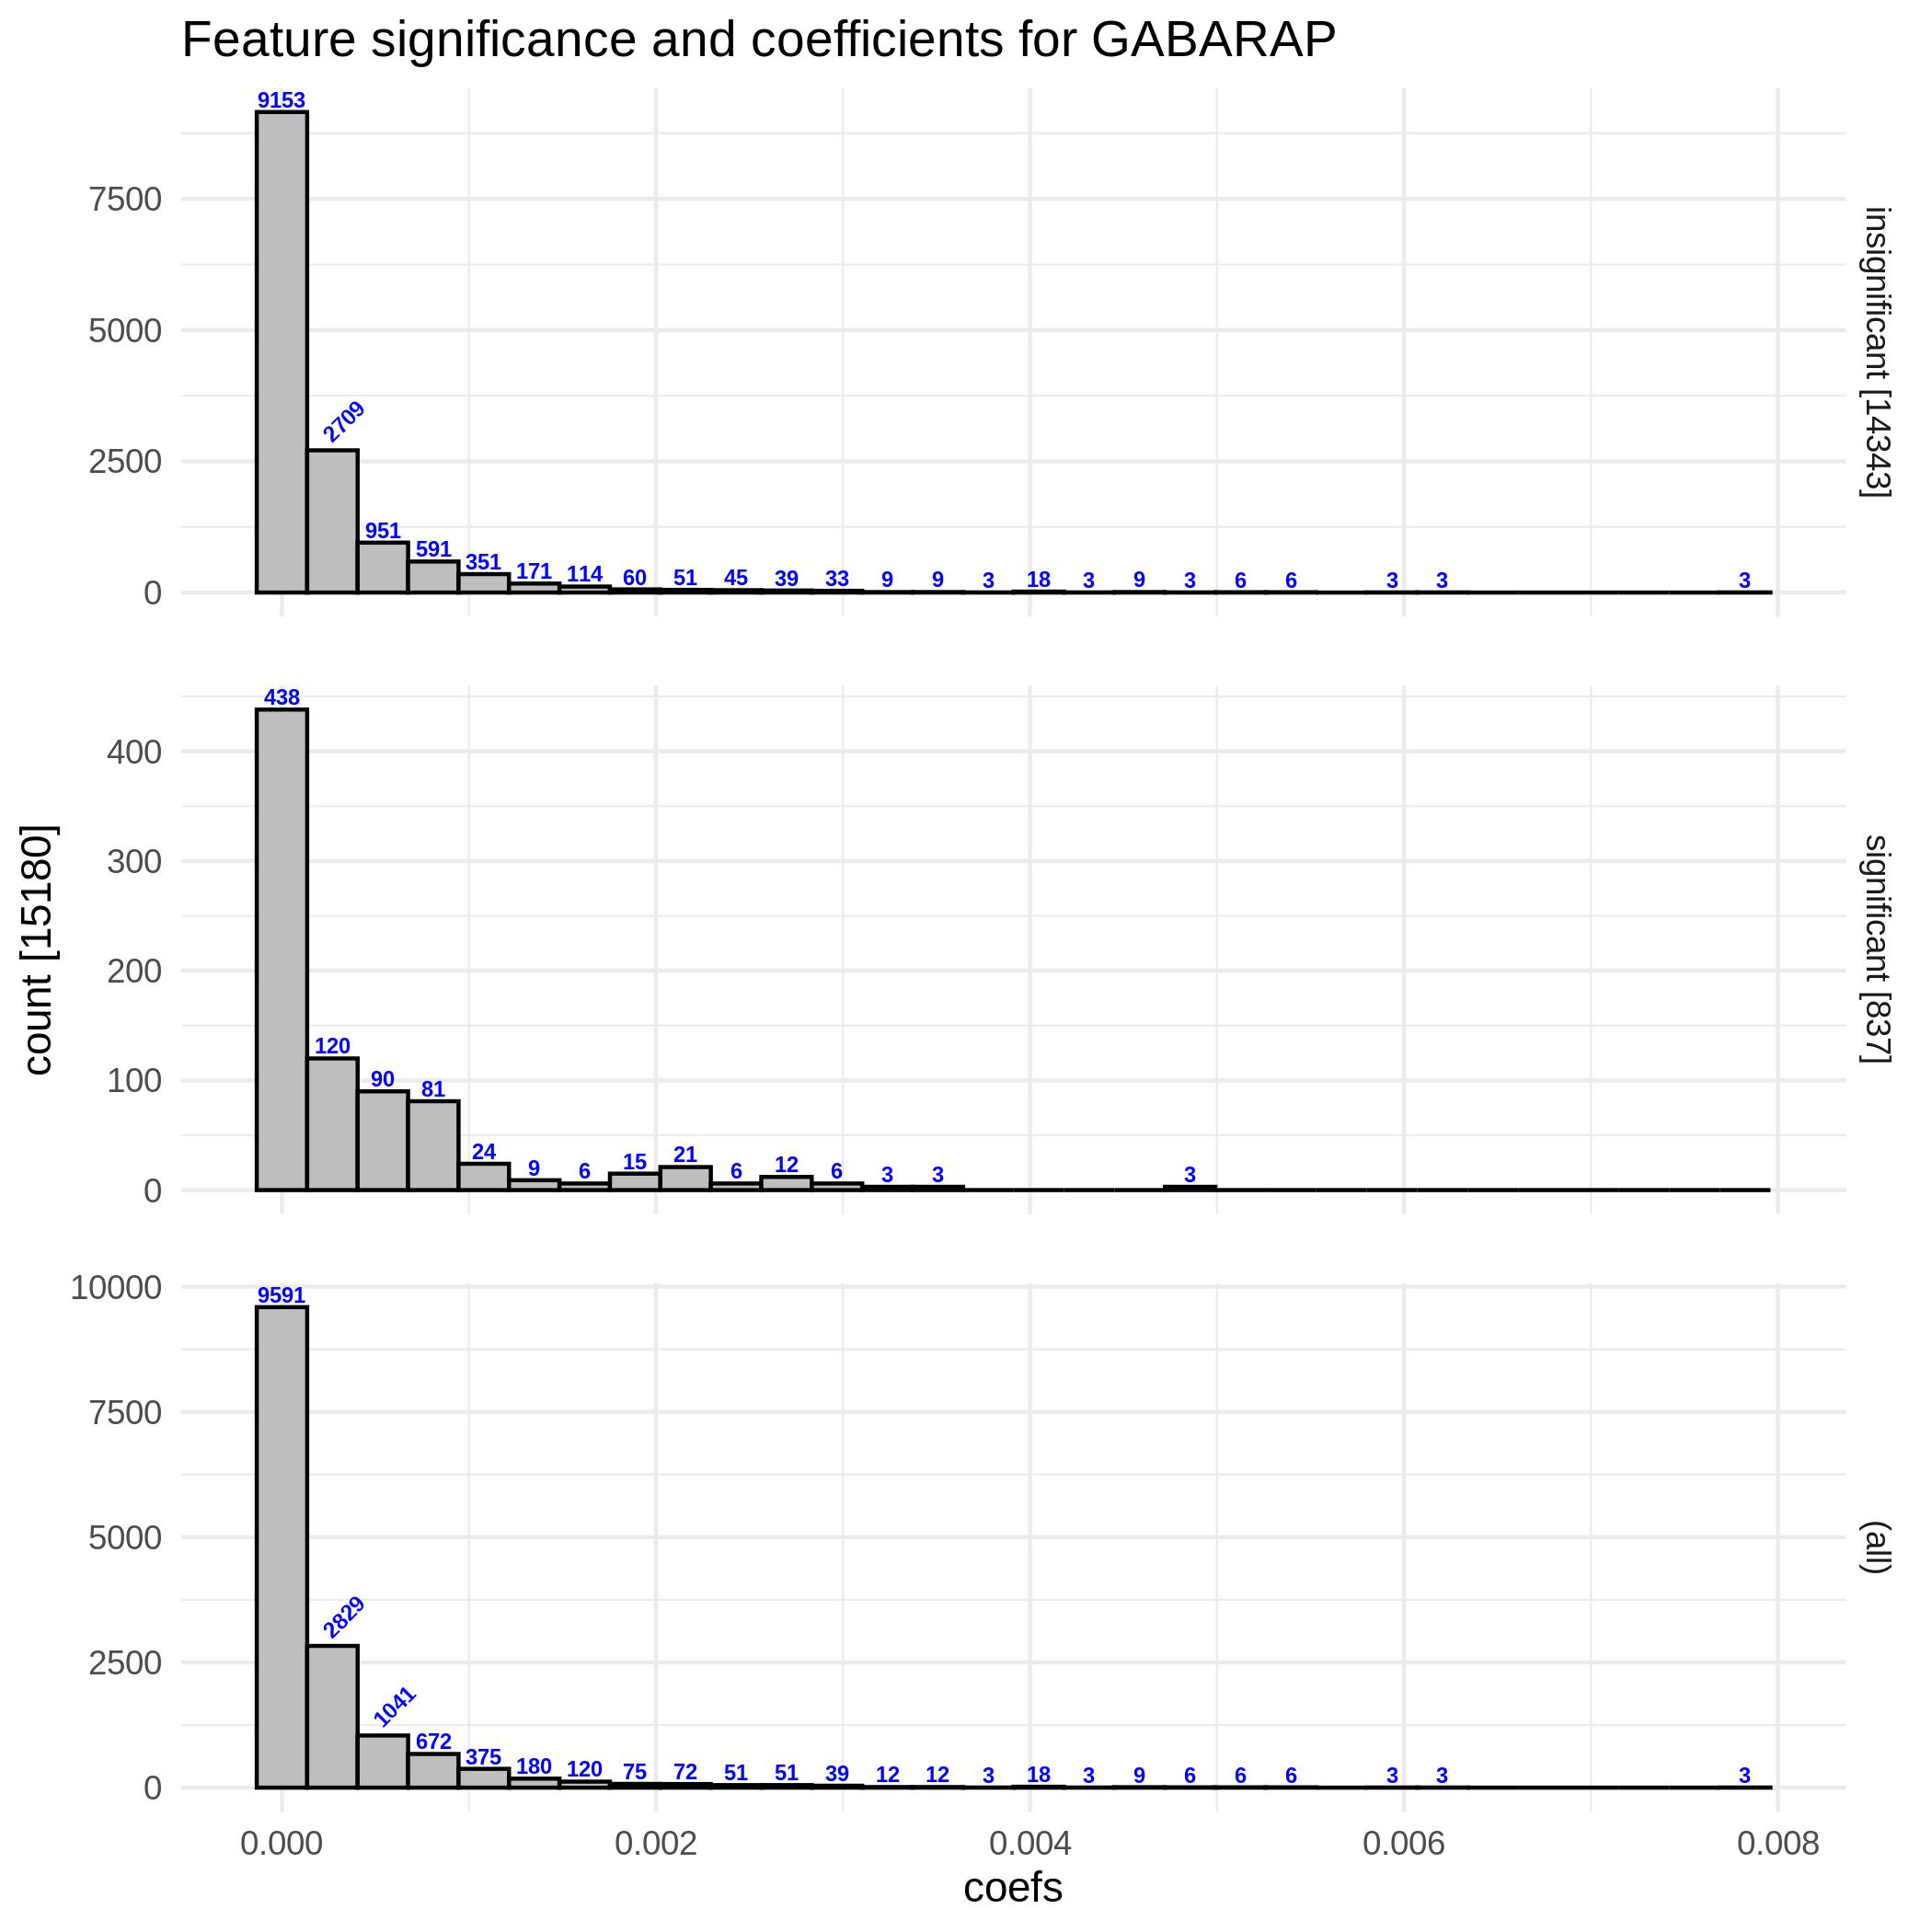 Feature significance and coefficients for GABARAP
9153
2709
951 591 351 171 114 60 51 45 39 33 9 9 3 18 3 9 3 6 6 3 3 3
7500
5000
2500
0
insignificant [14343]
438
120
90 81
24 9 6 15 21 6 12 6 3 3 3
400
300
200
100
0
significant [837]
count [15180]
9591
2829
1041
672 375 180 120 75 72 51 51 39 12 12 3 18 3 9 6 6 6 3 3 3
10000
7500
5000
2500
0
(all)
0.000 0.002 0.004 0.006 0.008
coefs